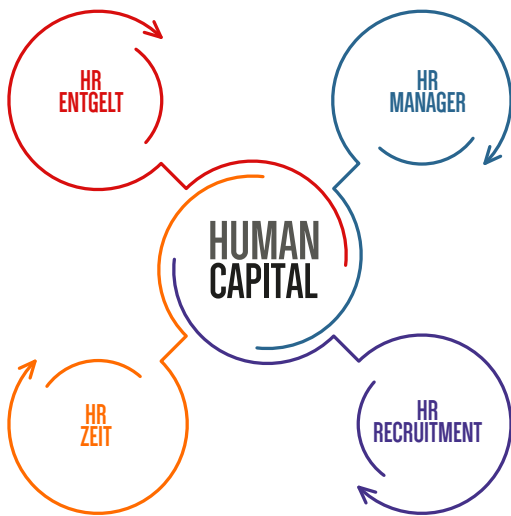 HR
ENTGELT
HR
MANAGER
HUMAN
CAPITAL
HR
ZEIT
HR
RECRUITMENT